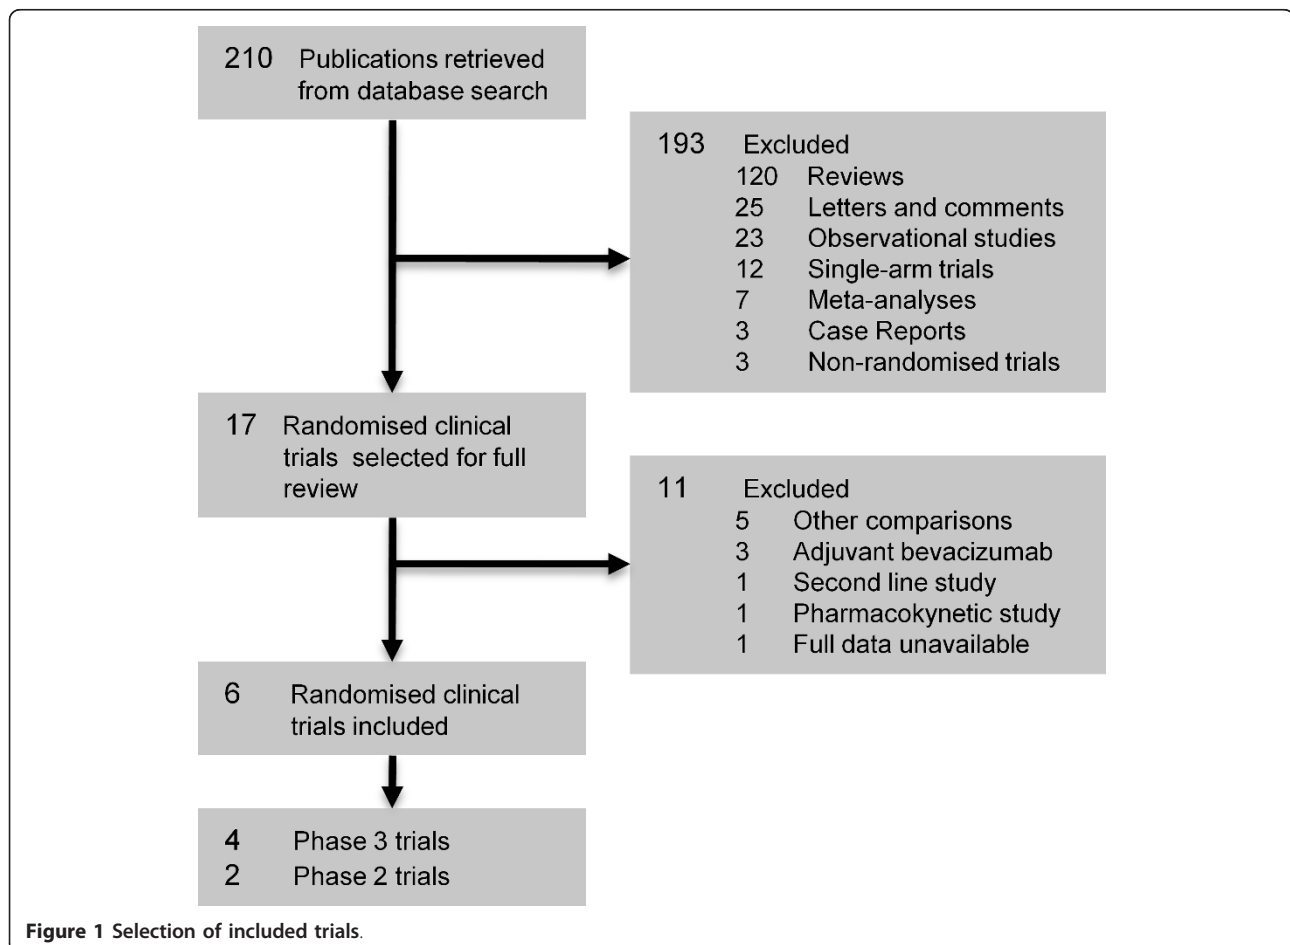 210 Publications retrieved
from database search
193 Excluded
120 Reviews
25 Letters and comments
23 Observational studies
12 Single-arm trials
7 Meta-analyses
3 Case Reports
3 Non-randomised trials
17 Randomised clinical
trials selected for full
review
11 Excluded
5 Other comparisons
3 Adjuvant bevacizumab
1 Second line study
1 Pharmacokynetic study
1 Full data unavailable
6 Randomised clinical
trials included
4 Phase 3 trials
2 Phase 2 trials
Figure 1 Selection of included trials.